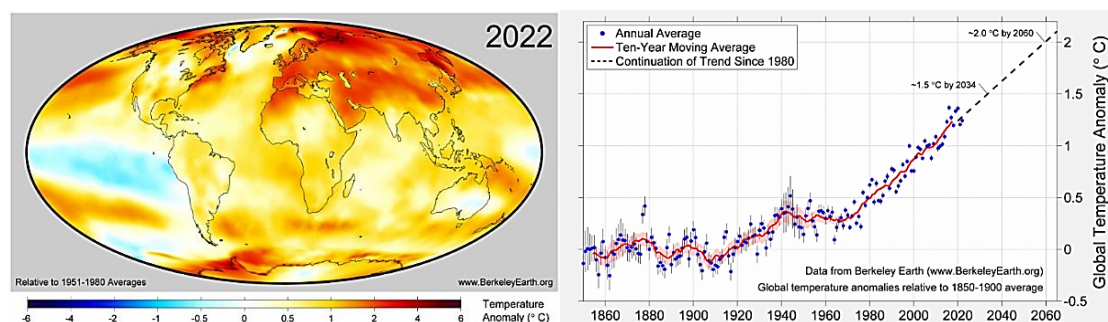 2022
Relative to 1951-1980 Averages
www.BerkeleyEarth.org
-6
-4
-2
-1
-0.5
0
0.5
1
2
4
6
Temperature
Anomaly (° C)
Annual Average
Ten-Year Moving Average
Continuation of Trend Since 1980
~2.0 °C by 2060
~1.5 °C by 2034
2
1.5
1
0.5
0
-0.5
Global Temperature Anomaly (° C)
Data from Berkeley Earth (www.BerkeleyEarth.org)
Global temperature anomalies relative to 1850-1900 average
1860
1880
1900
1920
1940
1960
1980
2000
2020
2040
2060